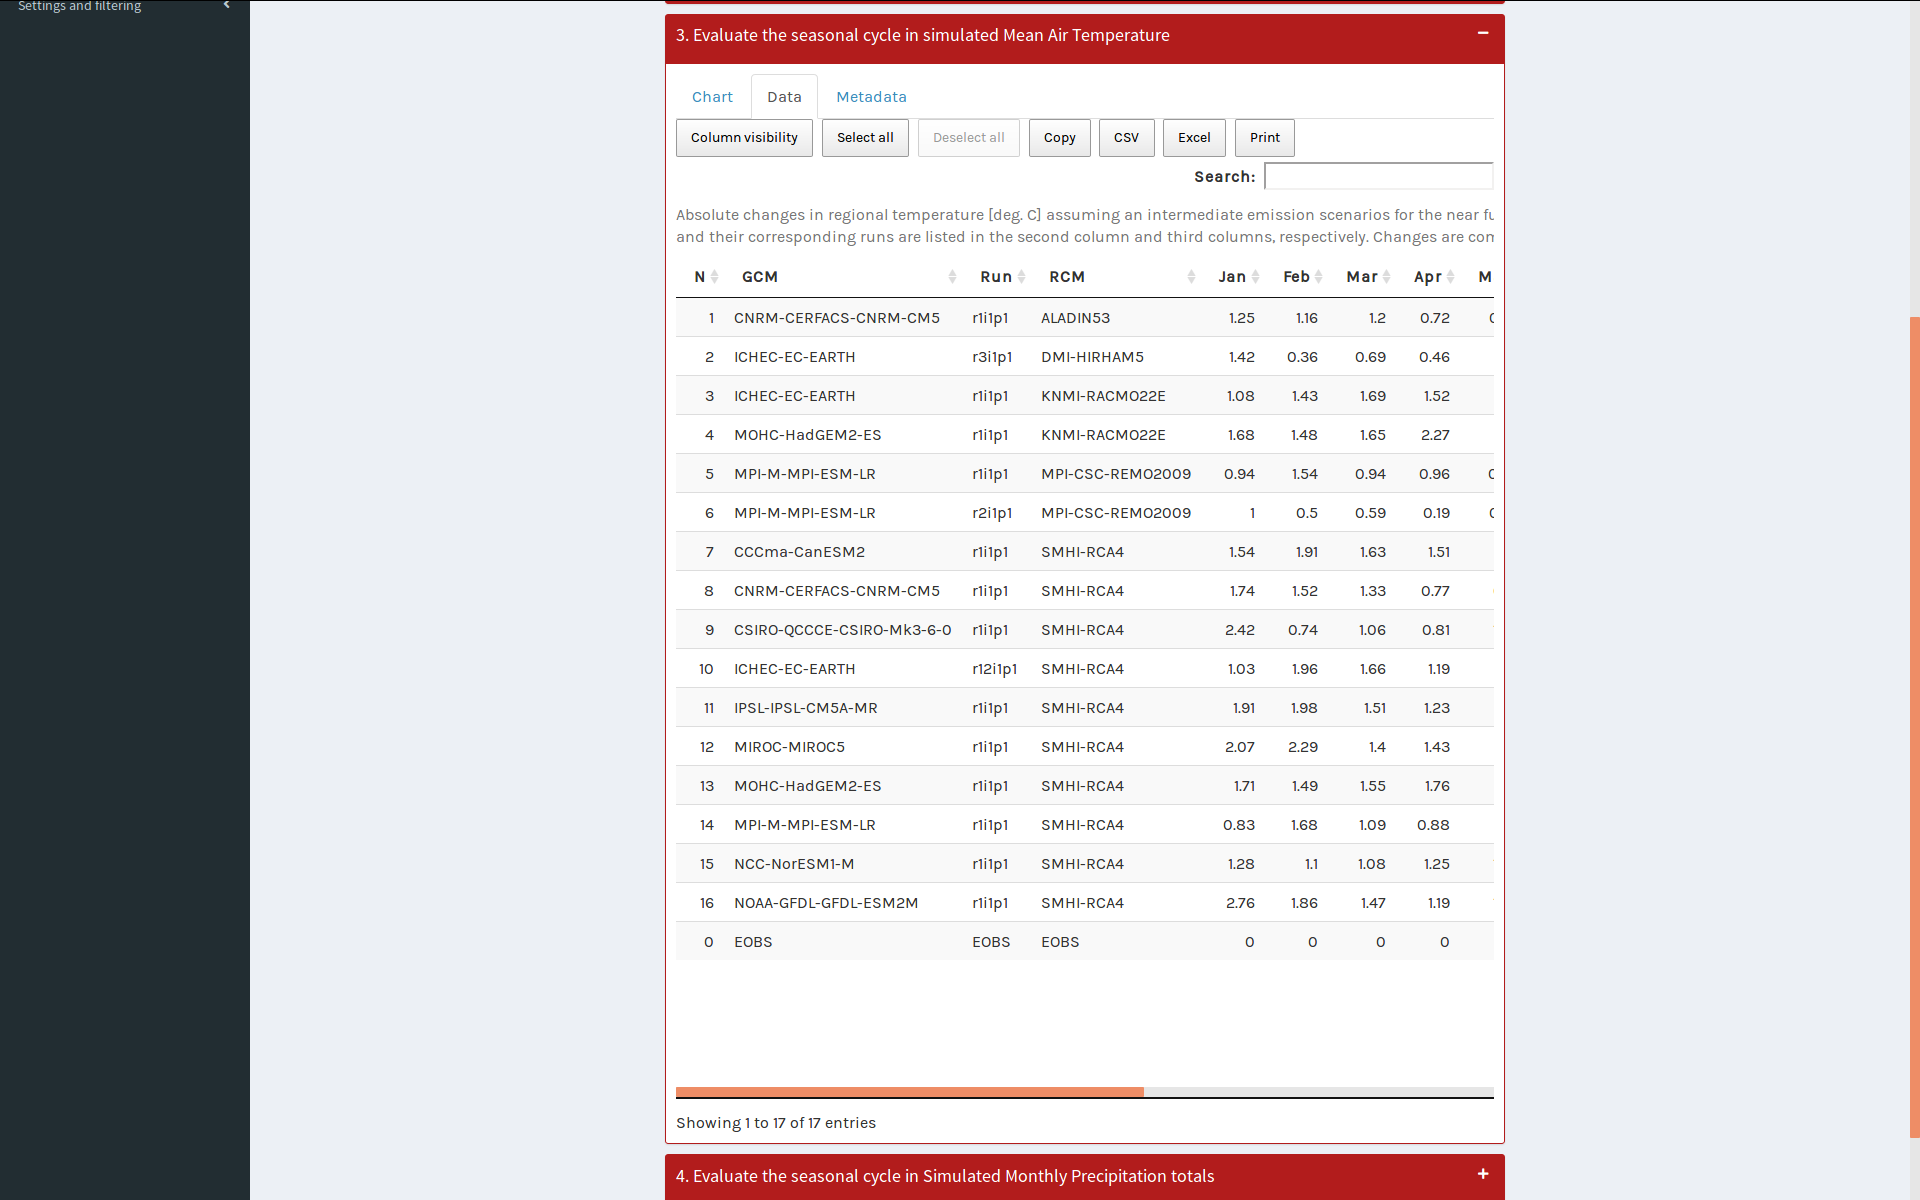 Settings and filtering
3. Evaluate the seasonal cycle in simulated Mean Air Temperature
Chart Data Metadata
Column visibility Select all Deselect all Copy CSV Excel Print
Search:
Absolute changes in regional temperature [deg. C] assuming an intermediate emission scenarios for the near
and their corresponding runs are listed in the second column and third columns, respectively. Changes are
N GCM Run RCM Jan Feb Mar Apr M
1 CNRM-CERFACS-CNRM-CM5 r1i1p1 ALADIN53 1.25 1.16 1.2 0.72
2 ICHEC-EC-EARTH r3i1p1 DMI-HIRHAM5 1.42 0.36 0.69 0.46
3 ICHEC-EC-EARTH r1i1p1 KNMI-RACMO22E 1.08 1.43 1.69 1.52
4 MOHC-HadGEM2-ES r1i1p1 KNMI-RACMO22E 1.68 1.48 1.65 2.27
5 MPI-M-MPI-ESM-LR r1i1p1 MPI-CSC-REMO2009 0.94 1.54 0.94 0.96
6 MPI-M-MPI-ESM-LR r2i1p1 MPI-CSC-REMO2009 1 0.5 0.59 0.19
7 CCCma-CanESM2 r1i1p1 SMHI-RCA4 1.54 1.91 1.63 1.51
8 CNRM-CERFACS-CNRM-CM5 r1i1p1 SMHI-RCA4 1.74 1.52 1.33 0.77
9 CSIRO-QCCCE-CSIRO-Mk3-6-0 r1i1p1 SMHI-RCA4 2.42 0.74 1.06 0.81
10 ICHEC-EC-EARTH r12i1p1 SMHI-RCA4 1.03 1.96 1.66 1.19
11 IPSL-IPSL-CM5A-MR r1i1p1 SMHI-RCA4 1.91 1.98 1.51 1.23
12 MIROC-MIROC5 r1i1p1 SMHI-RCA4 2.07 2.29 1.4 1.43
13 MOHC-HadGEM2-ES r1i1p1 SMHI-RCA4 1.71 1.49 1.55 1.76
14 MPI-M-MPI-ESM-LR r1i1p1 SMHI-RCA4 0.83 1.68 1.09 0.88
15 NCC-NorESM1-M r1i1p1 SMHI-RCA4 1.28 1.1 1.08 1.25
16 NOAA-GFDL-GFDL-ESM2M r1i1p1 SMHI-RCA4 2.76 1.86 1.47 1.19
0 EOBS EOBS EOBS 0 0 0 0
Showing 1 to 17 of 17 entries
4. Evaluate the seasonal cycle in Simulated Monthly Precipitation totals